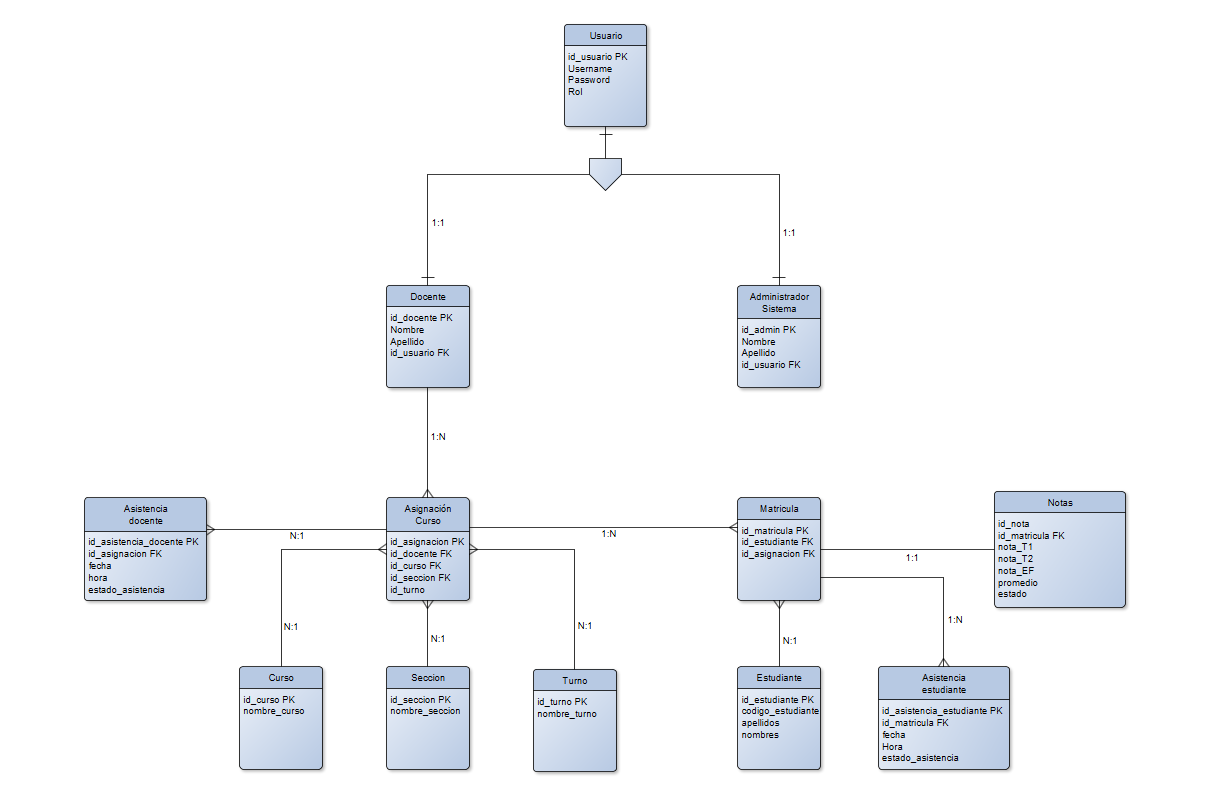 Usuario
id_usuario PK
Username
Password
Rol
1:1
1:1
Docente
id_docente PK
Nombre
Apellido
id_usuario FK
Administrador
Sistema
id_admin PK
Nombre
Apellido
id_usuario FK
1:N
Asistencia
docente
id_asistencia_docente PK
id_asignacion FK
fecha
hora
estado_asistencia
N:1
Asignación
Curso
id_asignacion PK
id_docente FK
id_curso FK
id_seccion FK
id_turno
1:N
Matricula
id_matricula PK
id_estudiante FK
id_asignacion FK
1:1
Notas
id_nota
id_matricula FK
nota_T1
nota_T2
nota_EF
promedio
estado
N:1
N:1
N:1
N:1
1:N
Curso
id_curso PK
nombre_curso
Seccion
id_seccion PK
nombre_seccion
Turno
id_turno PK
nombre_turno
Estudiante
id_estudiante PK
codigo_estudiante
apellidos
nombres
Asistencia
estudiante
id_asistencia_estudiante PK
id_matricula FK
fecha
Hora
estado_asistencia